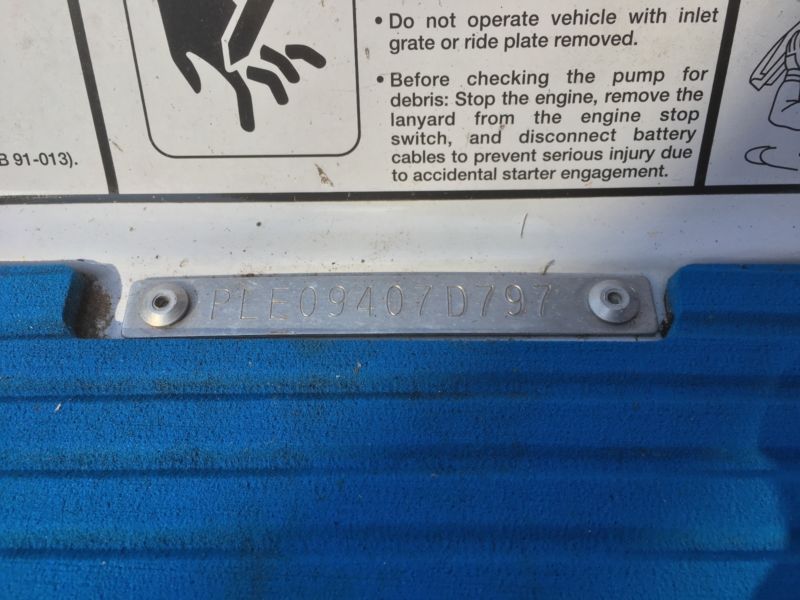 • Do not operate vehicle with inlet
grate or ride plate removed.
• Before checking the pump for
debris: Stop the engine, remove the
lanyard from the engine stop
switch, and disconnect battery
cables to prevent serious injury due
to accidental starter engagement.
B 91-013).
PLE09407D797